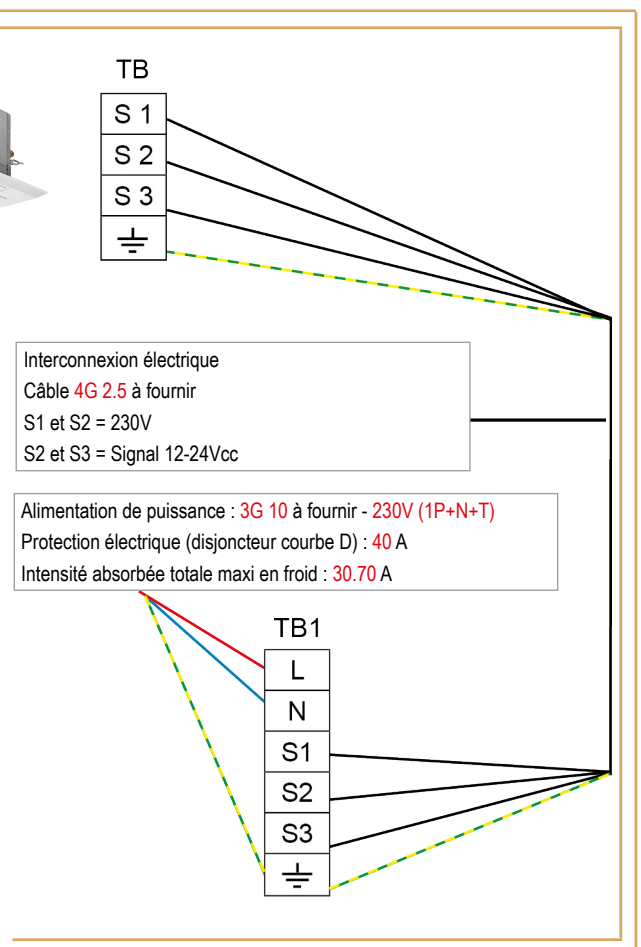 TB
S 1
S 2
S 3
Interconnexion électrique
Câble 4G 2.5 à fournir
S1 et S2 = 230V
S2 et S3 = Signal 12-24Vcc
Alimentation de puissance : 3G 10 à fournir - 230V (1P+N+T)
Protection électrique (disjoncteur courbe D) : 40 A
Intensité absorbée totale maxi en froid : 30.70 A
TB1
L
N
S1
S2
S3